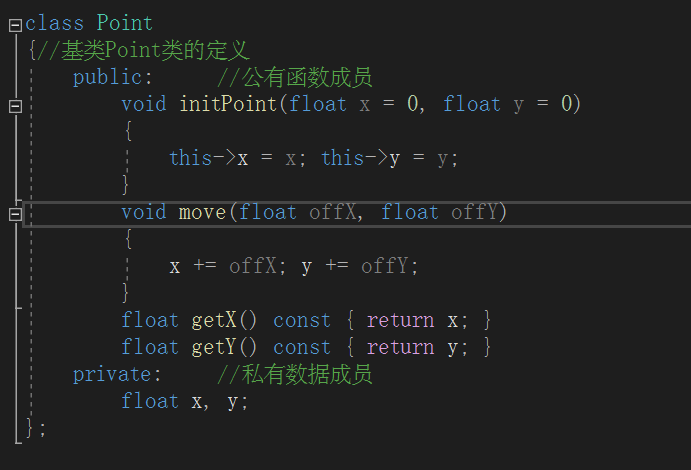 class Point
{//基类Point类的定义
    public:    //公有函数成员
        void initPoint(float x = 0, float y = 0)
        {
            this->x = x; this->y = y;
        }
        void move(float offX, float offY)
        {
            x += offX; y += offY;
        }
        float getX() const { return x; }
        float getY() const { return y; }
    private:    //私有数据成员
        float x, y;
};